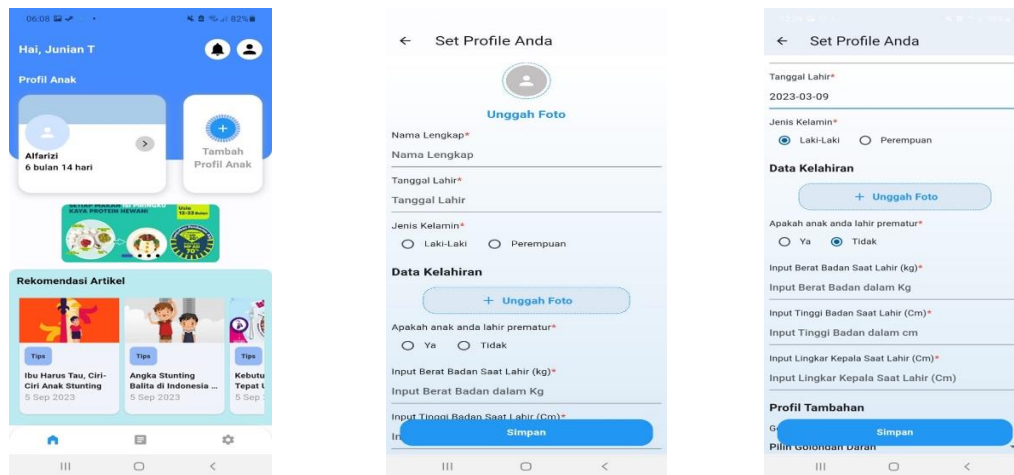 06:08
82%
Hai, Junian T
Profil Anak
Alfarizi
6 bulan 14 hari
Tambah
Profil Anak
KAYA PROTEIN HEWANI
Usia
12-23 Bulan
Rekomendasi Artikel
Tips
Ibu Harus Tau, Ciri-
Ciri Anak Stunting
5 Sep 2023
Tips
Angka Stunting
Balita di Indonesia ...
5 Sep 2023
Tips
5 Sep
Set Profile Anda
Unggah Foto
Nama Lengkap*
Nama Lengkap
Tanggal Lahir*
Tanggal Lahir
Jenis Kelamin*
Laki-Laki Perempuan
Data Kelahiran
+ Unggah Foto
Apakah anak anda lahir prematur*
Ya Tidak
Input Berat Badan Saat Lahir (kg)*
Input Berat Badan dalam Kg
Input Tinggi Badan Saat Lahir (Cm)*
Simpan
Set Profile Anda
Tanggal Lahir*
2023-03-09
Jenis Kelamin*
Laki-Laki Perempuan
Data Kelahiran
+ Unggah Foto
Apakah anak anda lahir prematur*
Ya Tidak
Input Berat Badan Saat Lahir (kg)*
Input Berat Badan dalam Kg
Input Tinggi Badan Saat Lahir (Cm)*
Input Tinggi Badan dalam cm
Input Lingkar Kepala Saat Lahir (Cm)*
Input Lingkar Kepala Saat Lahir (Cm)
Profil Tambahan
Simpan
Pilih Golongan Darah